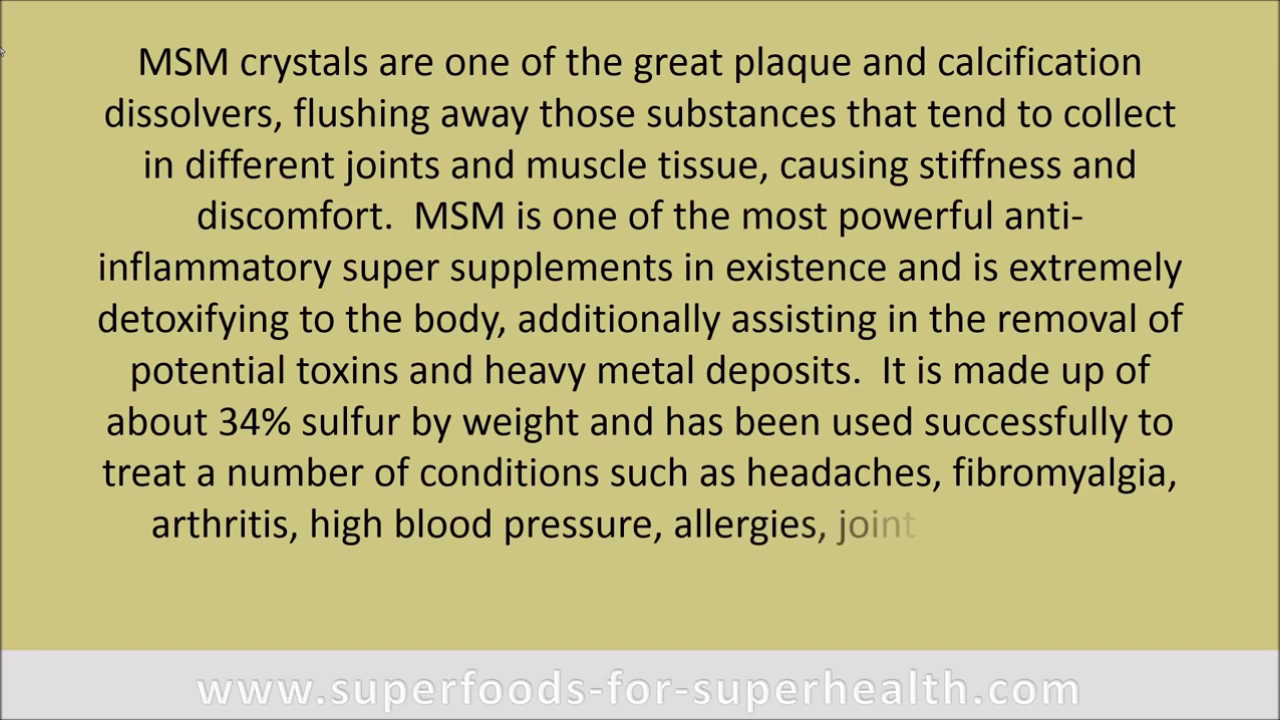 MSM crystals are one of the great plaque and calcification
dissolvers, flushing away those substances that tend to collect
in different joints and muscle tissue, causing stiffness and
discomfort.  MSM is one of the most powerful anti-
inflammatory super supplements in existence and is extremely
detoxifying to the body, additionally assisting in the removal of
potential toxins and heavy metal deposits.  It is made up of
about 34% sulfur by weight and has been used successfully to
treat a number of conditions such as headaches, fibromyalgia,
arthritis, high blood pressure, allergies, joint
www.superfoods-for-superhealth.com